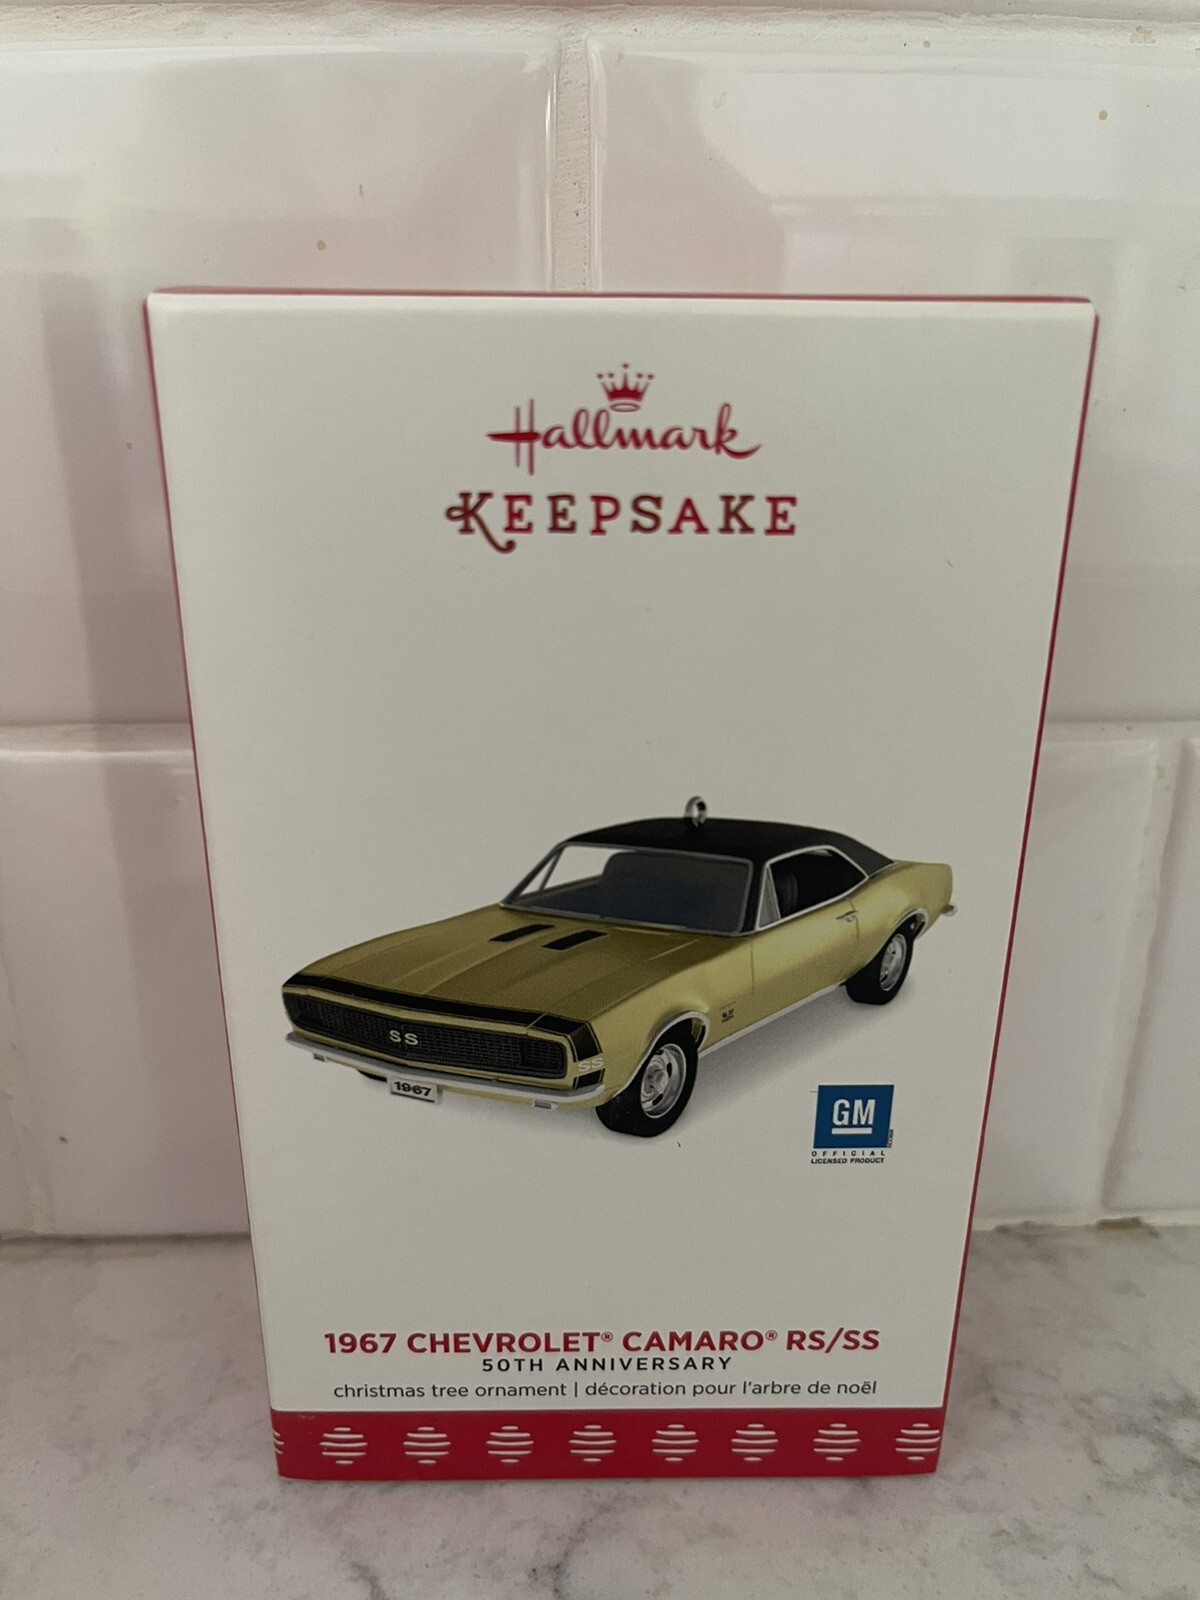 Hallmark
KEEPSAKE
SS
SS
1967
GM
OFFICIAL
LICENSED PRODUCT
1967 CHEVROLET® CAMARO® RS/SS
50TH ANNIVERSARY
christmas tree ornament | décoration pour l'arbre de noël